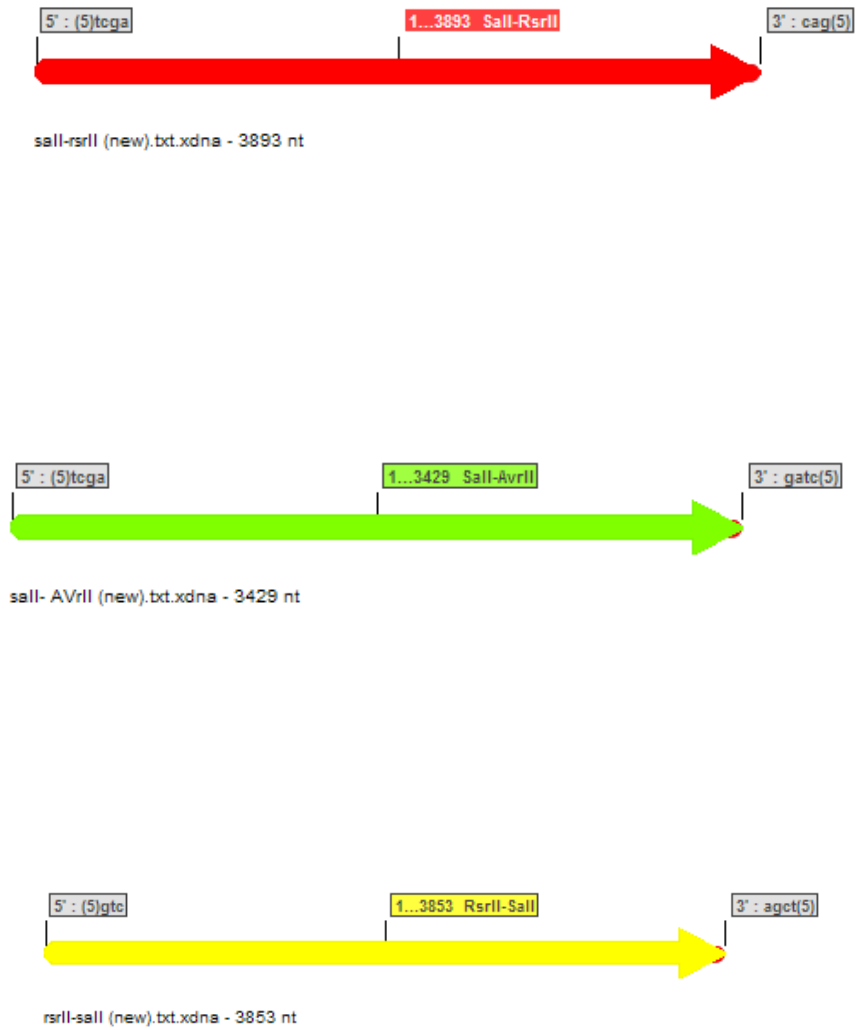 5' : (5)tcga 1...3893 SalI-RsrII 3' : cag(5)
salI-rsrII (new).txt.xdna - 3893 nt
5' : (5)tcga 1...3429 SalI-AvrII 3' : gatc(5)
salI- AVrII (new).txt.xdna - 3429 nt
5' : (5)gtc 1...3853 RsrII-SalI 3' : agct(5)
rsrII-salI (new).txt.xdna - 3853 nt